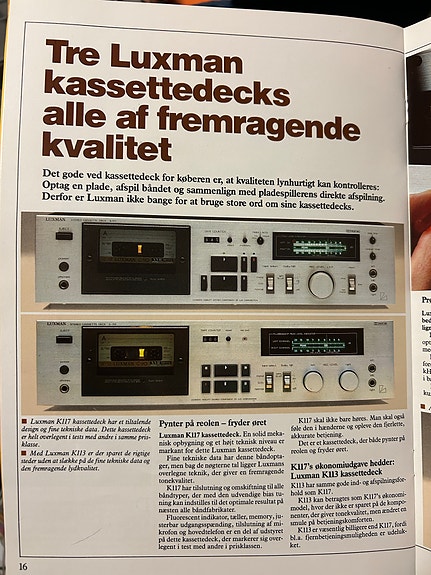 Tre Luxman
kassettedecks
alle af fremragende
kvalitet
Det gode ved kassettedeck for køberen er, at kvaliteten lynhurtigt kan kontrolleres:
Optag en plade, afspil båndet og sammenlign med pladespillerens direkte afspilning.
Derfor er Luxman ikke bange for at bruge store ord om sine kassettedecks.
LUXMAN
LUXMAN
Luxman K117 kassettedeck har et tiltalende
design og fine tekniske data. Dette kassettedeck
er helt overlegent i tests med andre i samme pris-
klasse.
Med Luxman K113 er der sparet de rigtige
steder uden at slække på de fine tekniske data og
den fremragende lydkvalitet.
Pynter på reolen – fryder øret
Luxman K117 kassettedeck. En solid meka-
nisk opbygning og et højt teknisk niveau er
markant for dette Luxman kassettedeck.
Fine tekniske data har denne båndopta-
ger, men bag de nøgterne tal ligger Luxmans
overlegne teknik, der giver en fremragende
tonekvalitet.
K117 har tilslutning og omskiftning til alle
båndtyper, der mod den udvendige bias tu-
ning kan indstilles til det optimale resultat på
næsten alle båndfabrikater.
Fluorescent indikator, tæller, memory, ju-
sterbar udgangsspænding, tilslutning af mi-
krofon og hovedtelefon er en del af udstyret
på dette kassettedeck, der markerer sig over-
legent i test med andre i prisklassen.
K117 skal ikke bare høres. Man skal også
føle den i hænderne og opleve den fjerlette,
akkurate betjening.
Det er et kassettedeck, der både pynter på
reolen og fryder øret.
K117's økonomiudgave hedder:
Luxman K113 kassettedeck
K113 har samme gode ind- og afspilningsfor-
hold som K117.
K113 kan betragtes som K117's økonomi-
model, hvor der ikke er sparet på de kompo-
nenter, der giver tonekvalitet, men ændret en
smule på betjeningskomforten.
K113 er væsentlig billigere end K117, fordi
bl.a. fjernbetjeningsmuligheden er udeluk-
ket.
16